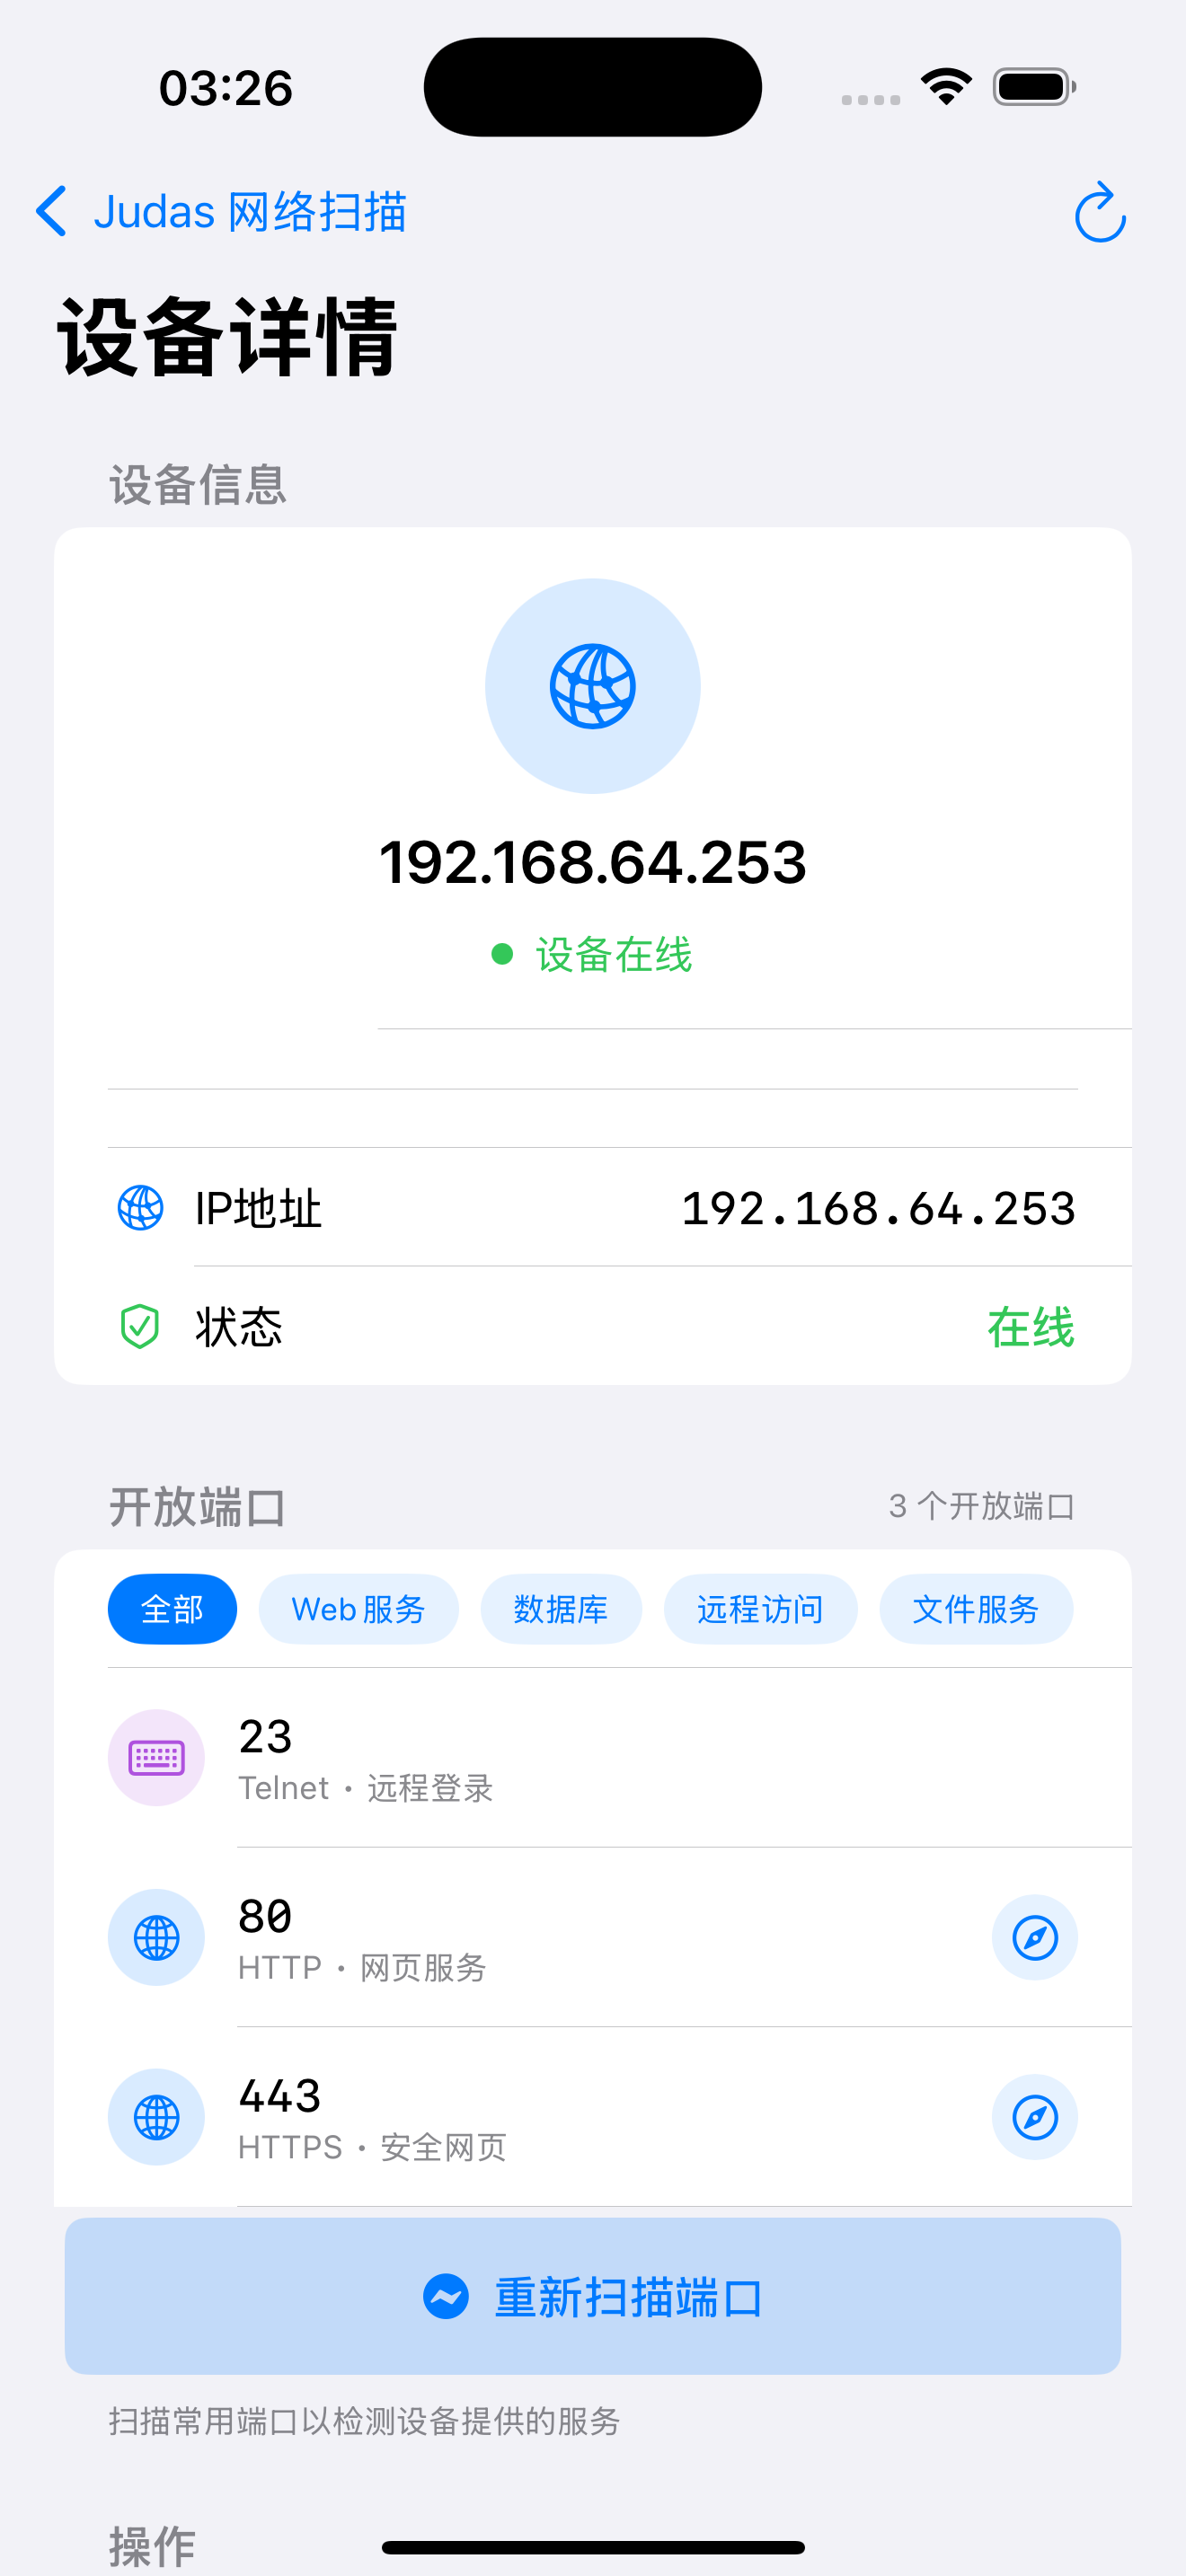 03:26
Judas 网络扫描
设备详情
设备信息
192.168.64.253
设备在线
IP地址 192.168.64.253
状态 在线
开放端口 3 个开放端口
全部 Web 服务 数据库 远程访问 文件服务
23
Telnet · 远程登录
80
HTTP · 网页服务
443
HTTPS · 安全网页
重新扫描端口
扫描常用端口以检测设备提供的服务
操作